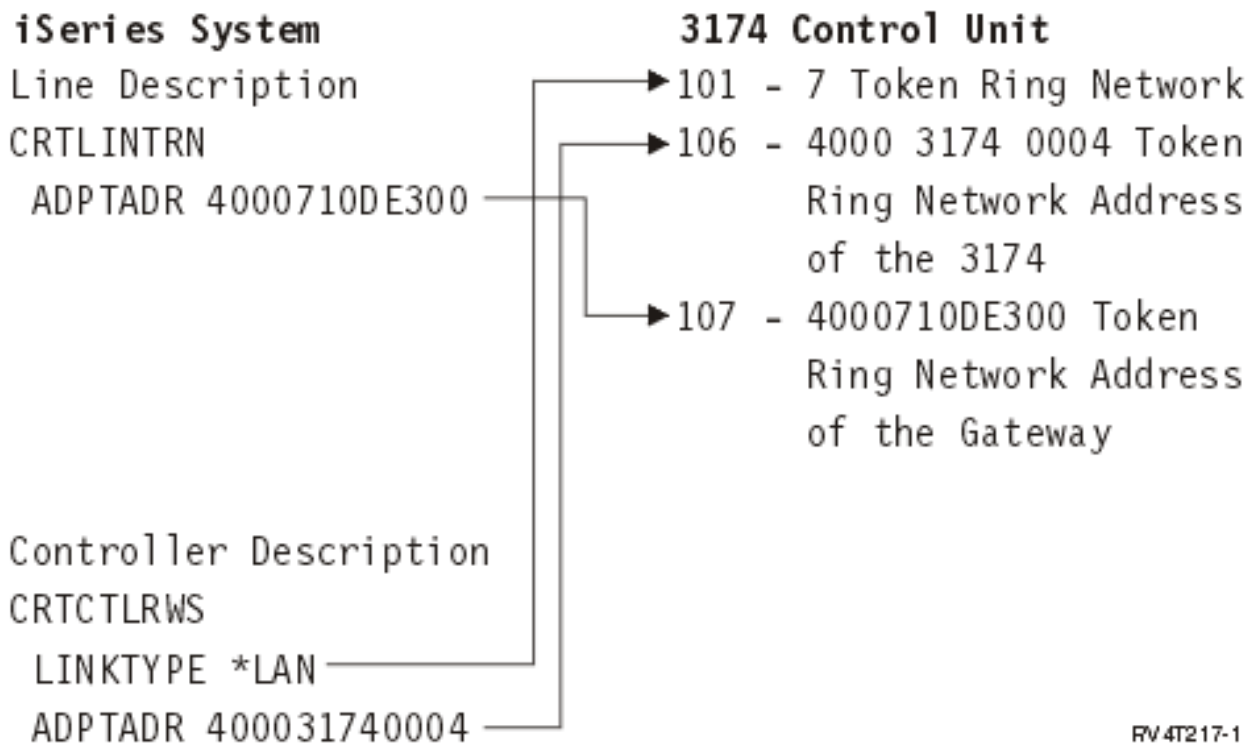 iSeries System
Line Description
CRTLINTRN
ADPTADR 4000710DE300
Controller Description
CRTCTLRWS
LINKTYPE *LAN
ADPTADR 400031740004
3174 Control Unit
101 - 7 Token Ring Network
106 - 4000 3174 0004 Token
Ring Network Address
of the 3174
107 - 4000710DE300 Token
Ring Network Address
of the Gateway
RV4T217-1